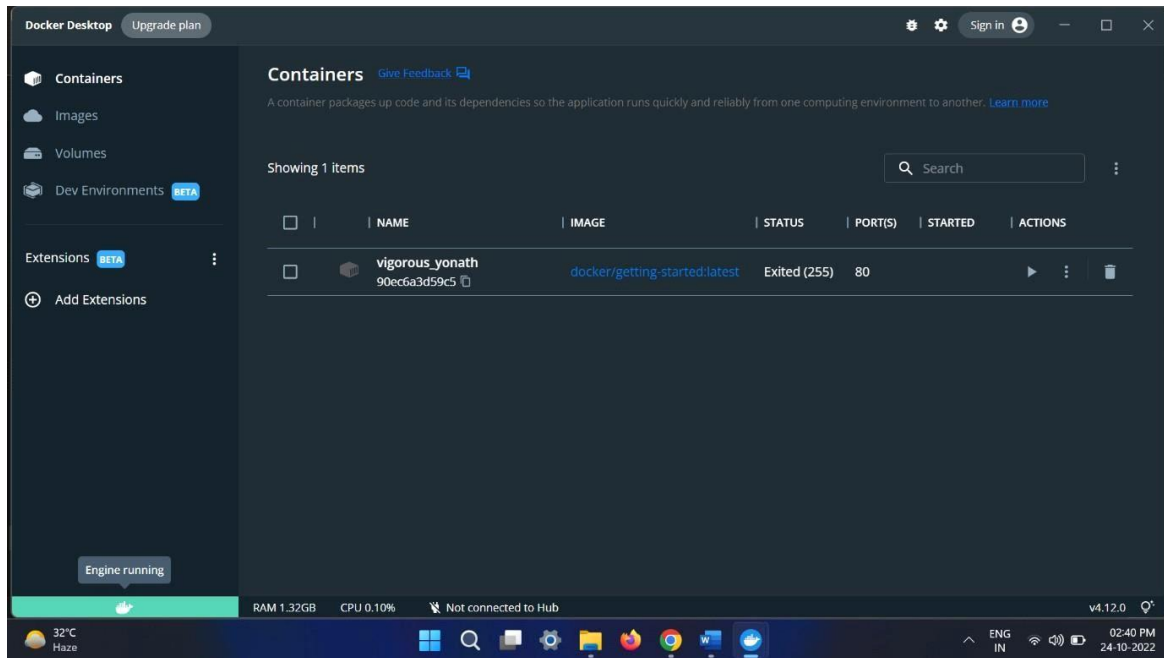 Docker Desktop Upgrade plan Sign in
Containers
Images
Volumes
Dev Environments BETA
Extensions BETA
Add Extensions
Containers Give Feedback
A container packages up code and its dependencies so the application runs quickly and reliably from one computing environment to another. Learn more
Showing 1 items Search
NAME IMAGE STATUS PORT(S) STARTED ACTIONS
vigorous_yonath docker/getting-started:latest Exited (255) 80
90ec6a3d59c5
Engine running
RAM 1.32GB CPU 0.10% Not connected to Hub v4.12.0
32°C ENG 02:40 PM
Haze IN 24-10-2022